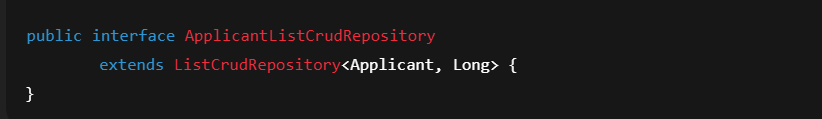 public interface ApplicantListCrudRepository
extends ListCrudRepository<Applicant, Long> {
}